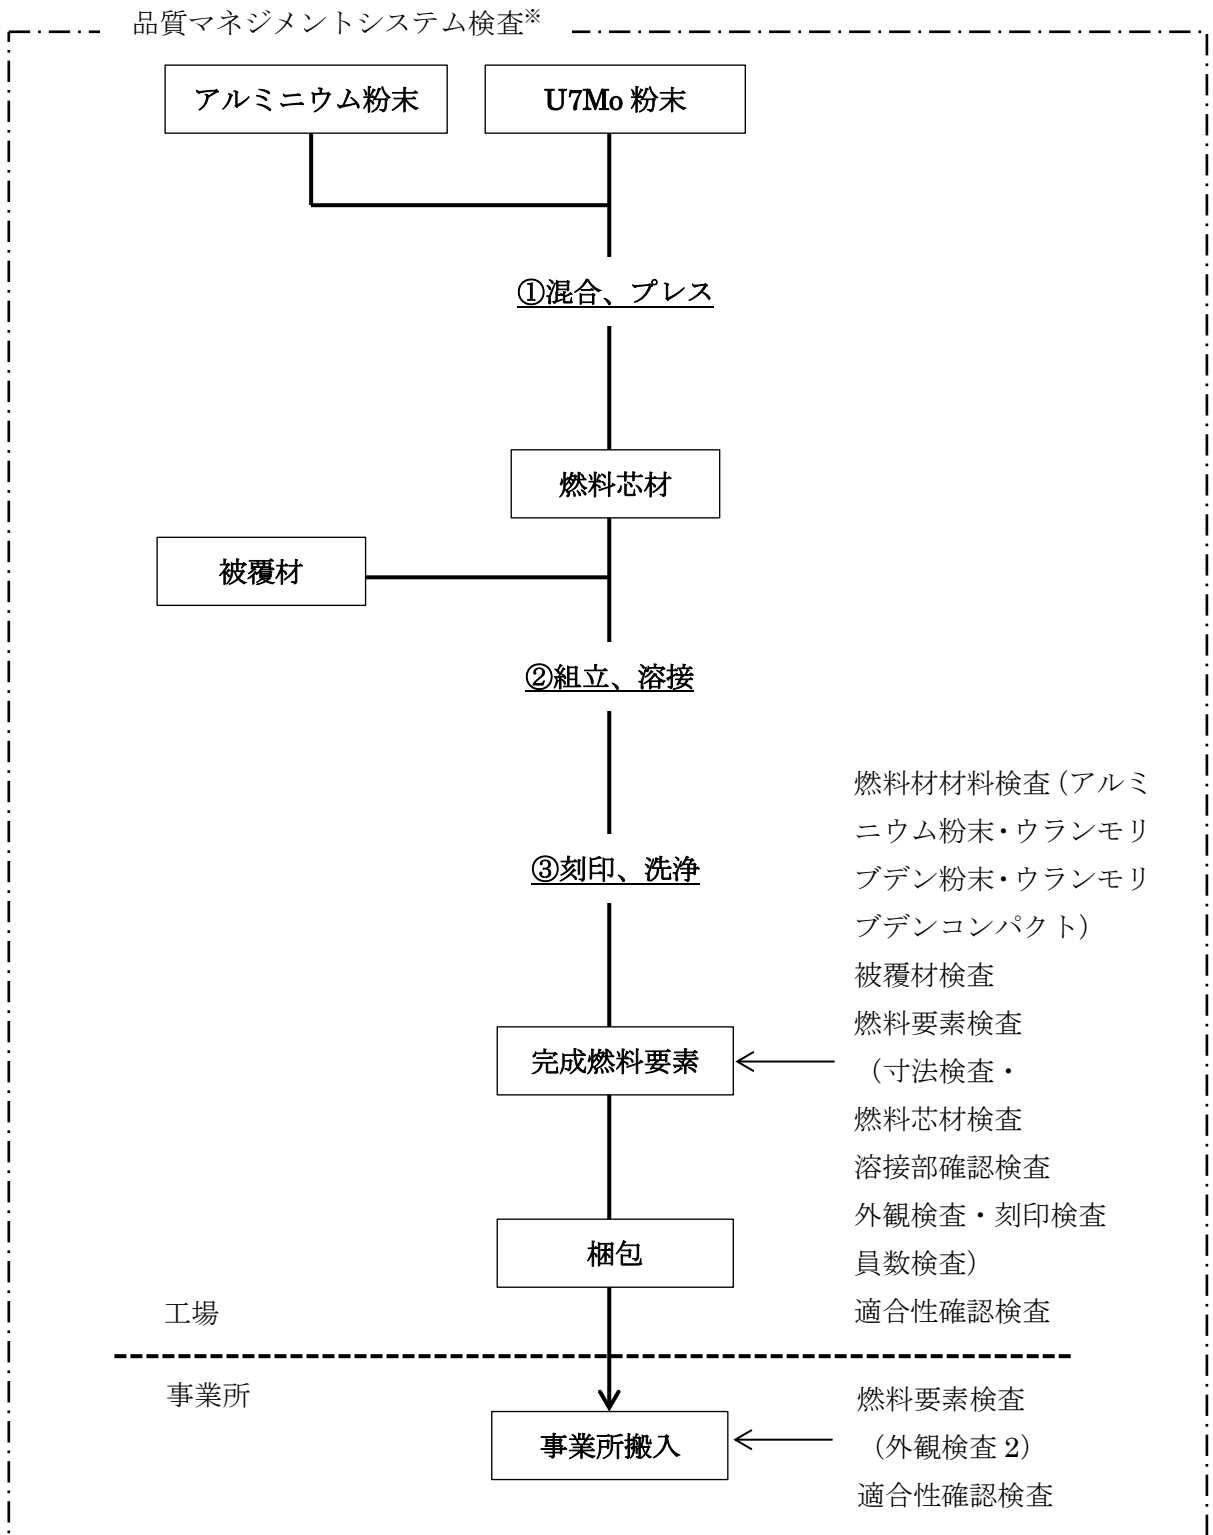 品質マネジメントシステム検査※
アルミニウム粉末
U7Mo 粉末
①混合、プレス
燃料芯材
被覆材
②組立、溶接
③刻印、洗浄
燃料材材料検査（アルミ
ニウム粉末・ウランモリ
ブデン粉末・ウランモリ
ブデンコンパクト）
被覆材検査
燃料要素検査
（寸法検査・
燃料芯材検査
溶接部確認検査
外観検査・刻印検査
員数検査）
適合性確認検査
完成燃料要素
梱包
工場
事業所
事業所搬入
燃料要素検査
（外観検査 2）
適合性確認検査